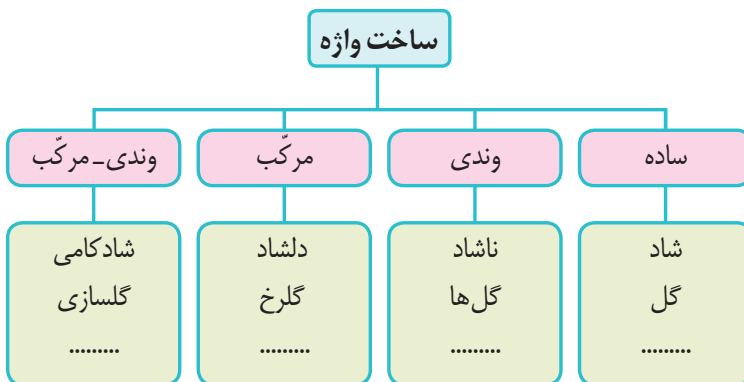 ساخت واژه
ساده
وندی
مرکّب
وندی-مرکّب
شاد
گل
.........
ناشاد
گل‌ها
.........
دلشاد
گلرخ
.........
شادکامی
گلسازی
.........